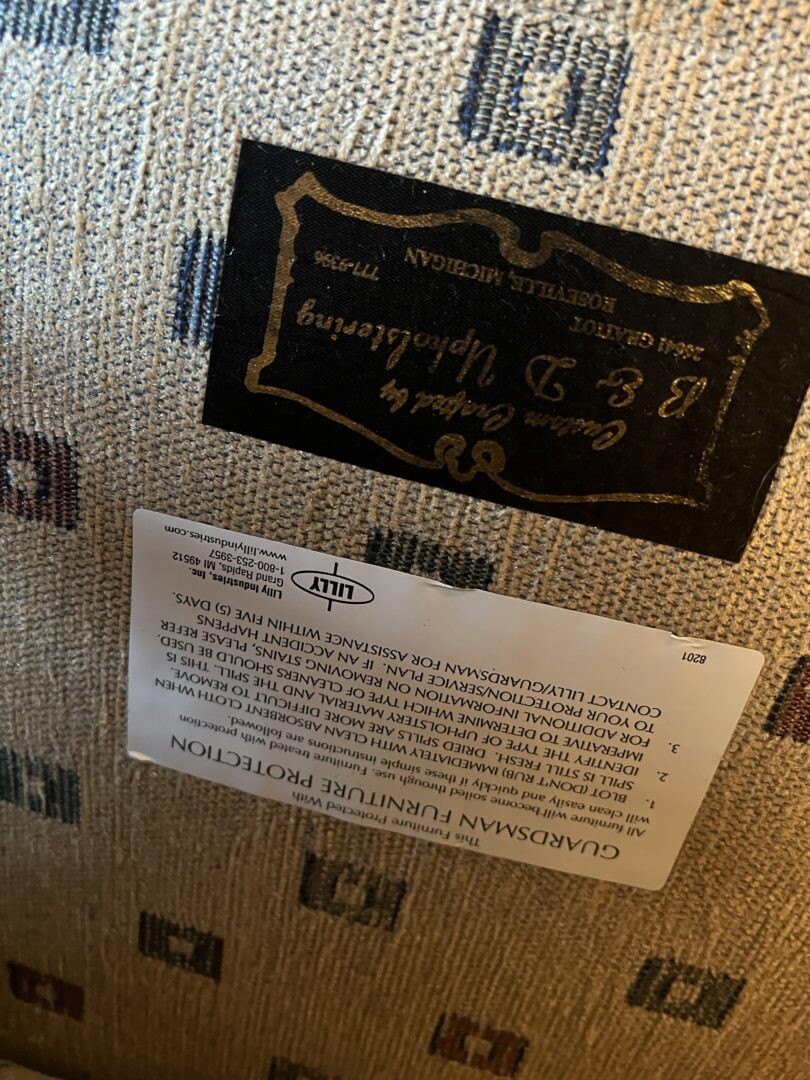 Custom Crafted by
B & D Upholstering
26041 GRATIOT
ROSEVILLE, MICHIGAN
777-9396
This Furniture Protected With
GUARDSMAN FURNITURE PROTECTION
All furniture will become soiled through use. Furniture treated with protection
will clean easily and quickly if these simple instructions are followed.
1. BLOT (DON'T RUB) IMMEDIATELY WITH CLEAN ABSORBENT CLOTH WHEN
SPILL IS STILL FRESH. DRIED SPILLS ARE MORE DIFFICULT TO REMOVE.
2. IDENTIFY THE TYPE OF UPHOLSTERY MATERIAL AND THE SPILL. THIS IS
IMPERATIVE TO DETERMINE WHICH TYPE OF CLEANERS SHOULD BE USED.
3. FOR ADDITIONAL INFORMATION ON REMOVING STAINS, PLEASE REFER
TO YOUR PROTECTION/SERVICE PLAN. IF AN ACCIDENT HAPPENS
CONTACT LILLY/GUARDSMAN FOR ASSISTANCE WITHIN FIVE (5) DAYS.
8201
LILLY
Lilly Industries, Inc.
Grand Rapids, MI 49512
1-800-253-3957
www.lillyindustries.com